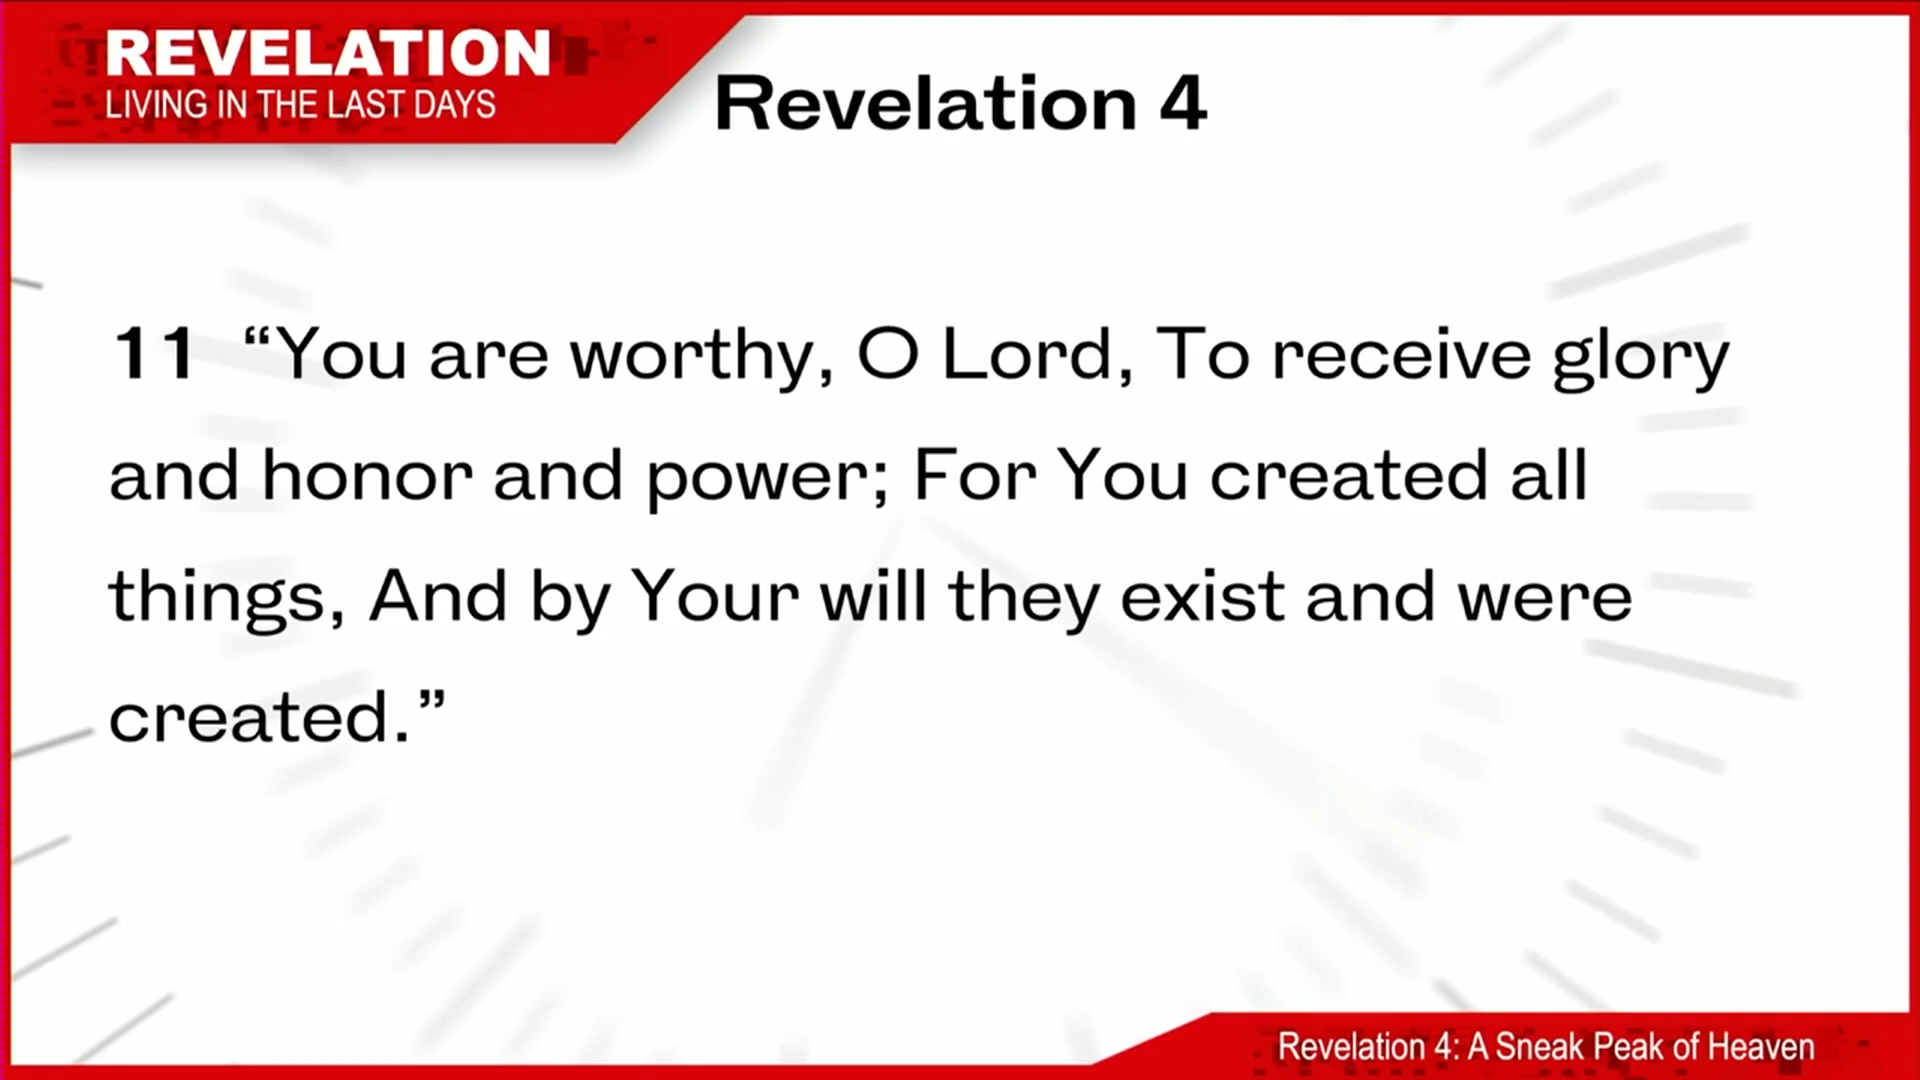 REVELATION
LIVING IN THE LAST DAYS
Revelation 4
11 “You are worthy, O Lord, To receive glory
and honor and power; For You created all
things, And by Your will they exist and were
created.”
Revelation 4: A Sneak Peak of Heaven